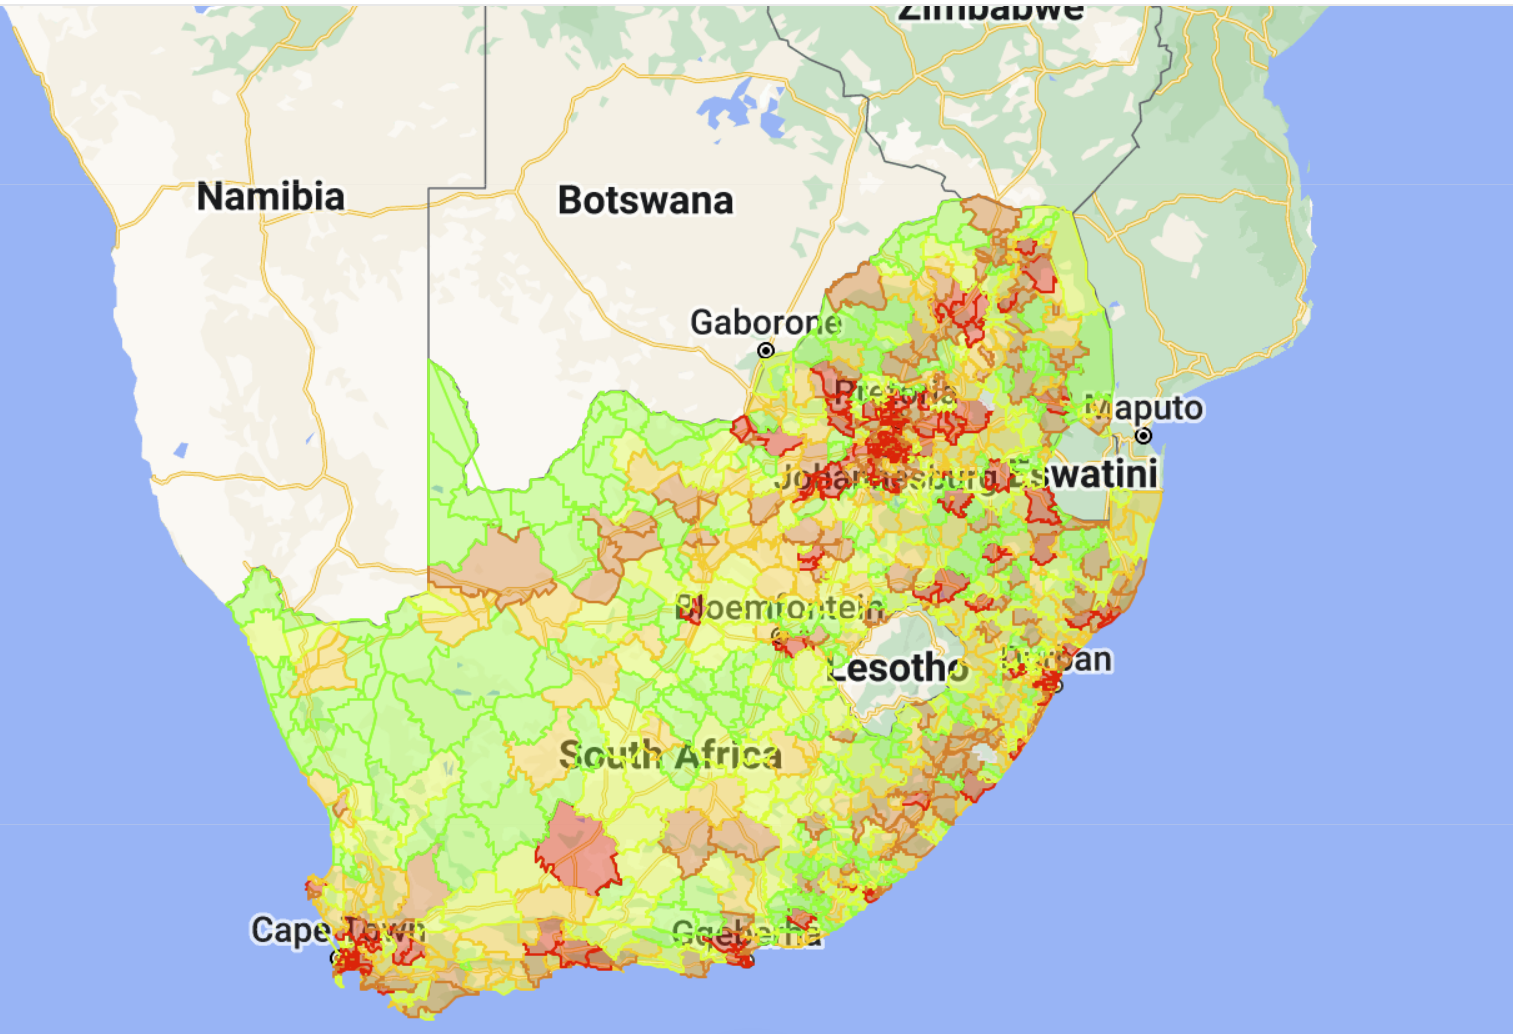 Zimbabwe
Namibia
Botswana
Gaborone
Pretoria
Maputo
Johannesburg
Eswatini
Bloemfontein
Lesotho
Durban
South Africa
Cape Town
Gqeberha